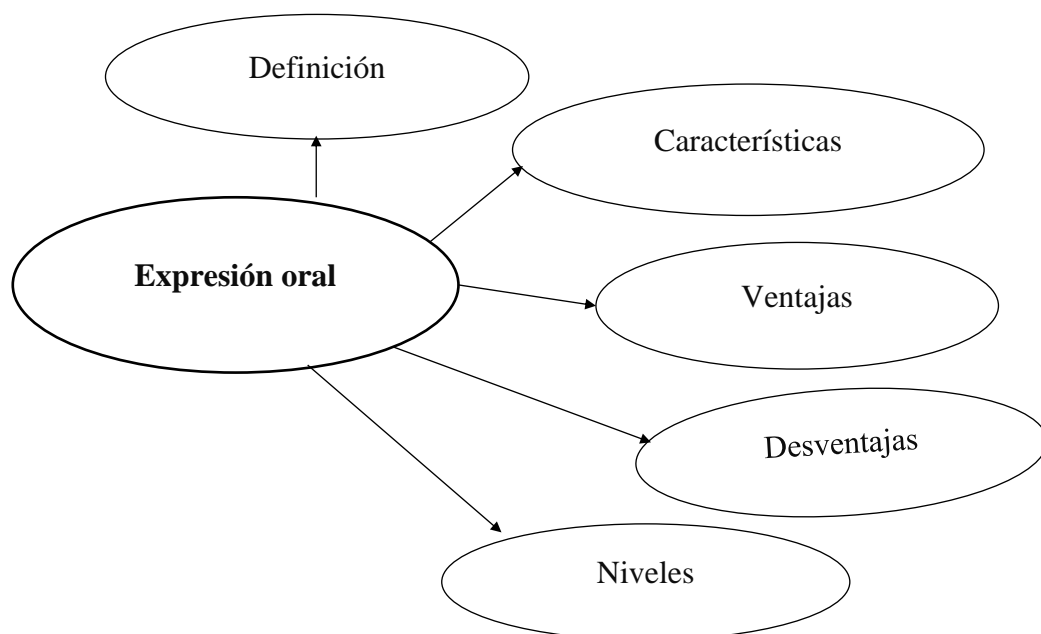 Definición
Características
Expresión oral
Ventajas
Desventajas
Niveles